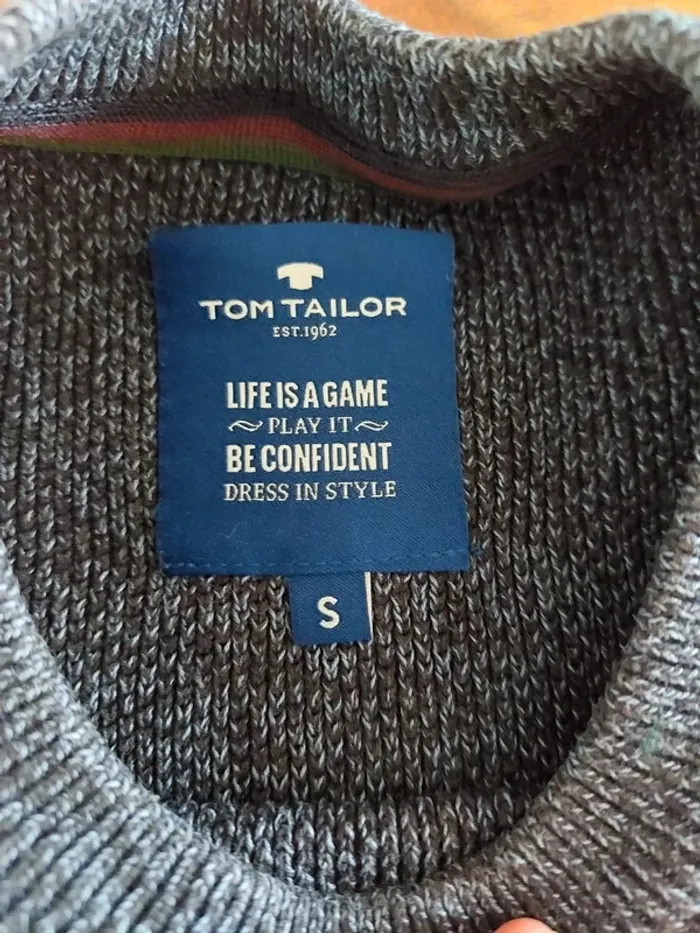 TOM TAILOR
EST.1962
LIFE IS A GAME
PLAY IT
BE CONFIDENT
DRESS IN STYLE
S